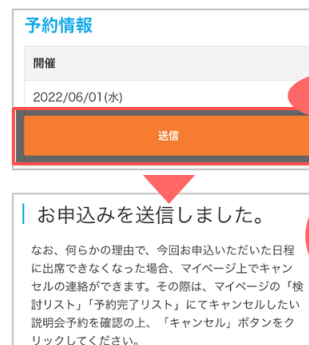 予約情報
開催
2022/06/01(水)
送信
お申込みを送信しました。
なお、何らかの理由で、今回お申込いただいた日程
に出席できなくなった場合、マイページ上でキャン
セルの連絡ができます。その際は、マイページの「検
討リスト」「予約完了リスト」にてキャンセルしたい
説明会予約を確認の上、「キャンセル」ボタンをク
リックしてください。